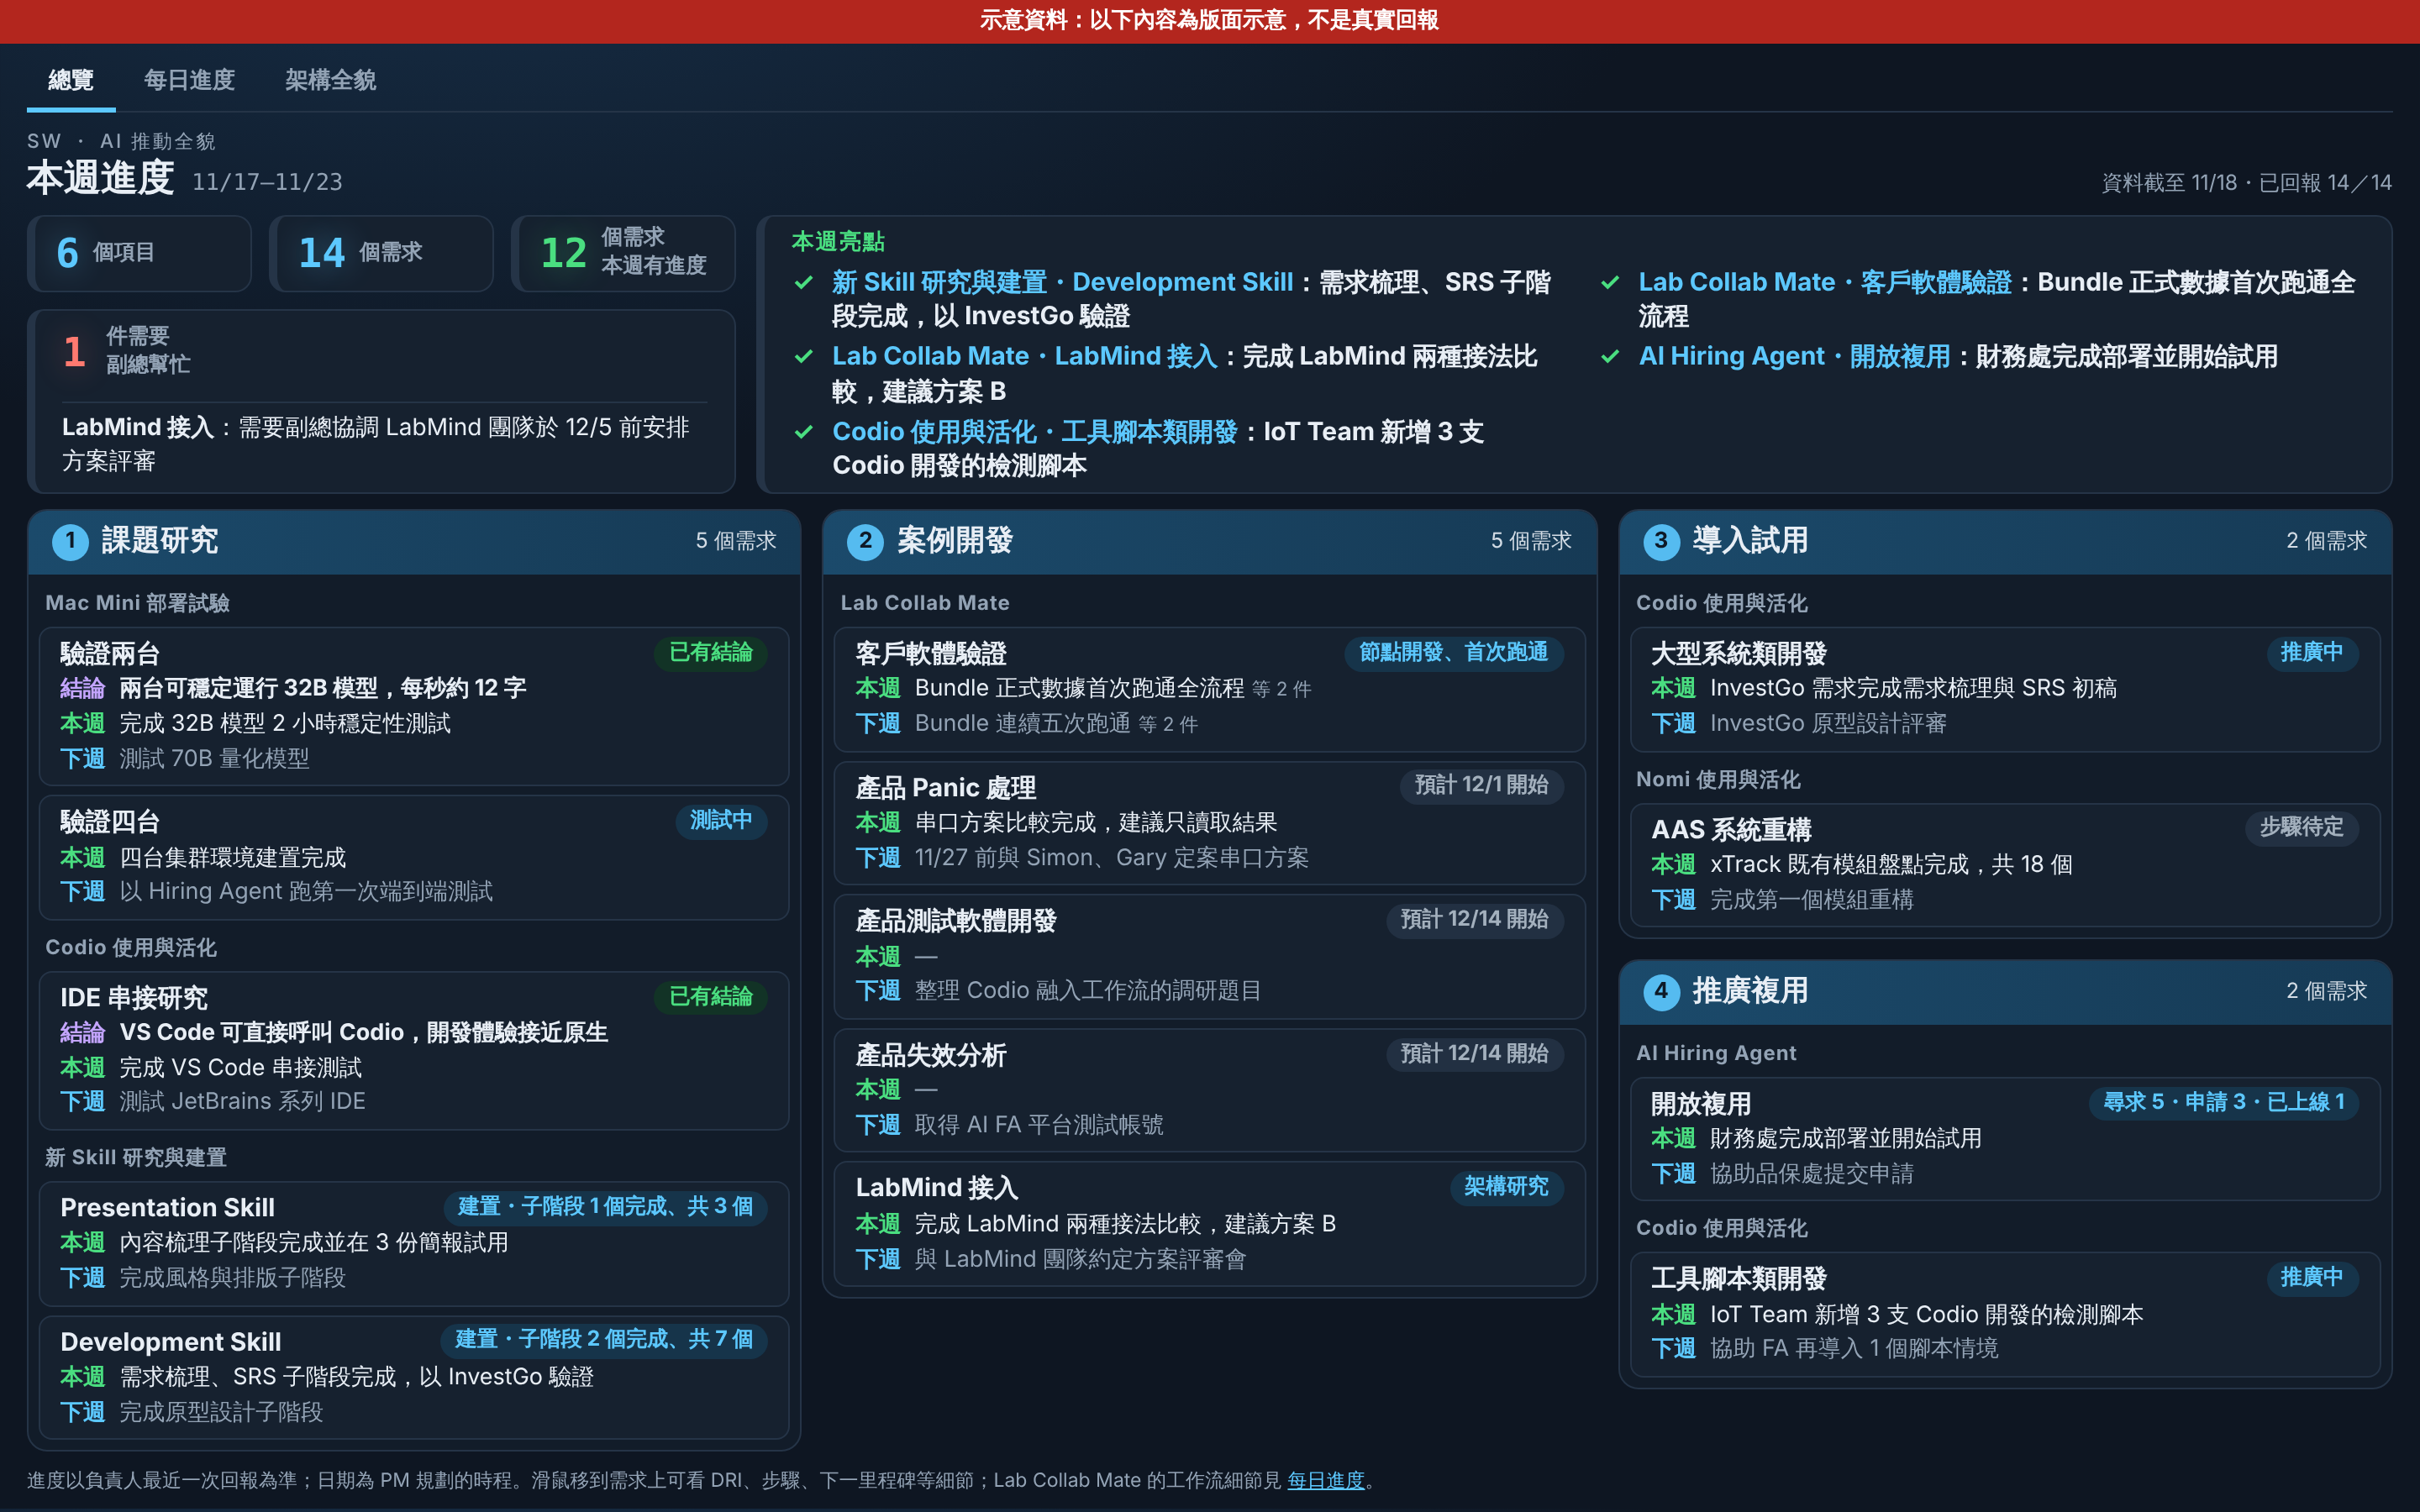 示意資料：以下內容為版面示意，不是真實回報
總覽
每日進度
架構全貌
SW · AI 推動全貌
本週進度 11/17–11/23
資料截至 11/18 · 已回報 14／14
6 個項目
14 個需求
12 個需求
本週有進度
1 件需要
副總幫忙
LabMind 接入：需要副總協調 LabMind 團隊於 12/5 前安排
方案評審
本週亮點
✓ 新 Skill 研究與建置 · Development Skill：需求梳理、SRS 子階
段完成，以 InvestGo 驗證
✓ Lab Collab Mate · LabMind 接入：完成 LabMind 兩種接法比
較，建議方案 B
✓ Codio 使用與活化 · 工具腳本類開發：IoT Team 新增 3 支
Codio 開發的檢測腳本
✓ Lab Collab Mate · 客戶軟體驗證：Bundle 正式數據首次跑通全
流程
✓ AI Hiring Agent · 開放複用：財務處完成部署並開始試用
1 課題研究 5 個需求
Mac Mini 部署試驗
驗證兩台 已有結論
結論 兩台可穩定運行 32B 模型，每秒約 12 字
本週 完成 32B 模型 2 小時穩定性測試
下週 測試 70B 量化模型
驗證四台 測試中
本週 四台集群環境建置完成
下週 以 Hiring Agent 跑第一次端到端測試
Codio 使用與活化
IDE 串接研究 已有結論
結論 VS Code 可直接呼叫 Codio，開發體驗接近原生
本週 完成 VS Code 串接測試
下週 測試 JetBrains 系列 IDE
新 Skill 研究與建置
Presentation Skill 建置 · 子階段 1 個完成、共 3 個
本週 內容梳理子階段完成並在 3 份簡報試用
下週 完成風格與排版子階段
Development Skill 建置 · 子階段 2 個完成、共 7 個
本週 需求梳理、SRS 子階段完成，以 InvestGo 驗證
下週 完成原型設計子階段
2 案例開發 5 個需求
Lab Collab Mate
客戶軟體驗證 節點開發、首次跑通
本週 Bundle 正式數據首次跑通全流程 等 2 件
下週 Bundle 連續五次跑通 等 2 件
產品 Panic 處理 預計 12/1 開始
本週 串口方案比較完成，建議只讀取結果
下週 11/27 前與 Simon、Gary 定案串口方案
產品測試軟體開發 預計 12/14 開始
本週 —
下週 整理 Codio 融入工作流的調研題目
產品失效分析 預計 12/14 開始
本週 —
下週 取得 AI FA 平台測試帳號
LabMind 接入 架構研究
本週 完成 LabMind 兩種接法比較，建議方案 B
下週 與 LabMind 團隊約定方案評審會
3 導入試用 2 個需求
Codio 使用與活化
大型系統類開發 推廣中
本週 InvestGo 需求完成需求梳理與 SRS 初稿
下週 InvestGo 原型設計評審
Nomi 使用與活化
AAS 系統重構 步驟待定
本週 xTrack 既有模組盤點完成，共 18 個
下週 完成第一個模組重構
4 推廣複用 2 個需求
AI Hiring Agent
開放複用 尋求 5 · 申請 3 · 已上線 1
本週 財務處完成部署並開始試用
下週 協助品保處提交申請
Codio 使用與活化
工具腳本類開發 推廣中
本週 IoT Team 新增 3 支 Codio 開發的檢測腳本
下週 協助 FA 再導入 1 個腳本情境
進度以負責人最近一次回報為準；日期為 PM 規劃的時程。滑鼠移到需求上可看 DRI、步驟、下一里程碑等細節；Lab Collab Mate 的工作流細節見 每日進度。